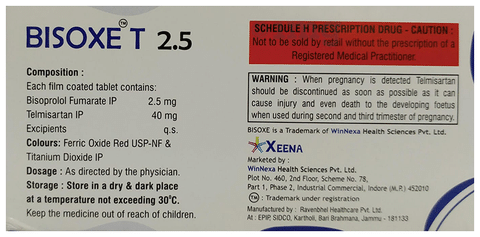 BISOXE™ T 2.5
Composition :
Each film coated tablet contains:
Bisoprolol Fumarate IP 2.5 mg
Telmisartan IP 40 mg
Excipients q.s.
Colours: Ferric Oxide Red USP-NF &
Titanium Dioxide IP
Dosage : As directed by the physician.
Storage : Store in a dry & dark place
at a temperature not exceeding 30°C.
Keep the medicine out of reach of children.
SCHEDULE H PRESCRIPTION DRUG - CAUTION :
Not to be sold by retail without the prescription of a
Registered Medical Practitioner.
WARNING : When pregnancy is detected Telmisartan
should be discontinued as soon as possible as it can
cause injury and even death to the developing foetus
when used during second and third trimester of pregnancy.
BISOXE is a Trademark of WinNexa Health Sciences Pvt. Ltd.
XEENA
Marketed by :
WinNexa Health Sciences Pvt. Ltd.
Plot No. 460, 2nd Floor, Scheme No. 78,
Part 1, Phase 2, Industrial Commercial, Indore (M.P.) 452010
TM : Trademark under registration
Manufactured by : Ravenbhel Healthcare Pvt. Ltd.
At : EPIP, SIDCO, Kartholi, Bari Brahmana, Jammu - 181133